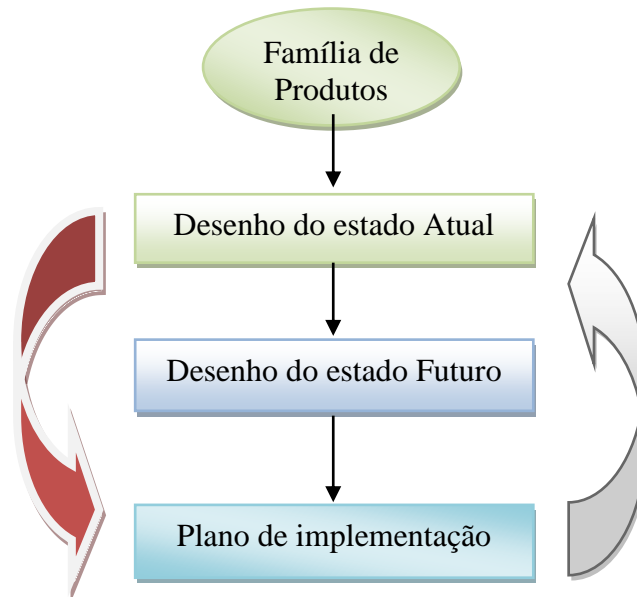 Família de
Produtos
Desenho do estado Atual
Desenho do estado Futuro
Plano de implementação